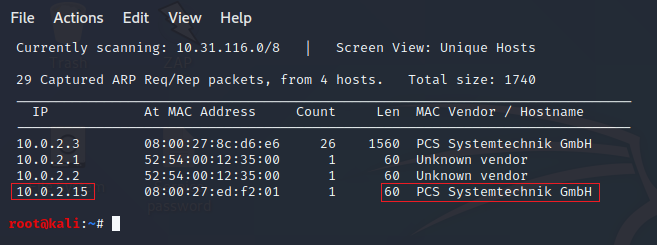 File Actions Edit View Help
Currently scanning: 10.31.116.0/8 | Screen View: Unique Hosts
29 Captured ARP Req/Rep packets, from 4 hosts. Total size: 1740
IP At MAC Address Count Len MAC Vendor / Hostname
10.0.2.3 08:00:27:8c:d6:e6 26 1560 PCS Systemtechnik GmbH
10.0.2.1 52:54:00:12:35:00 1 60 Unknown vendor
10.0.2.2 52:54:00:12:35:00 1 60 Unknown vendor
10.0.2.15 08:00:27:ed:f2:01 1 60 PCS Systemtechnik GmbH
password
root@kali:~#